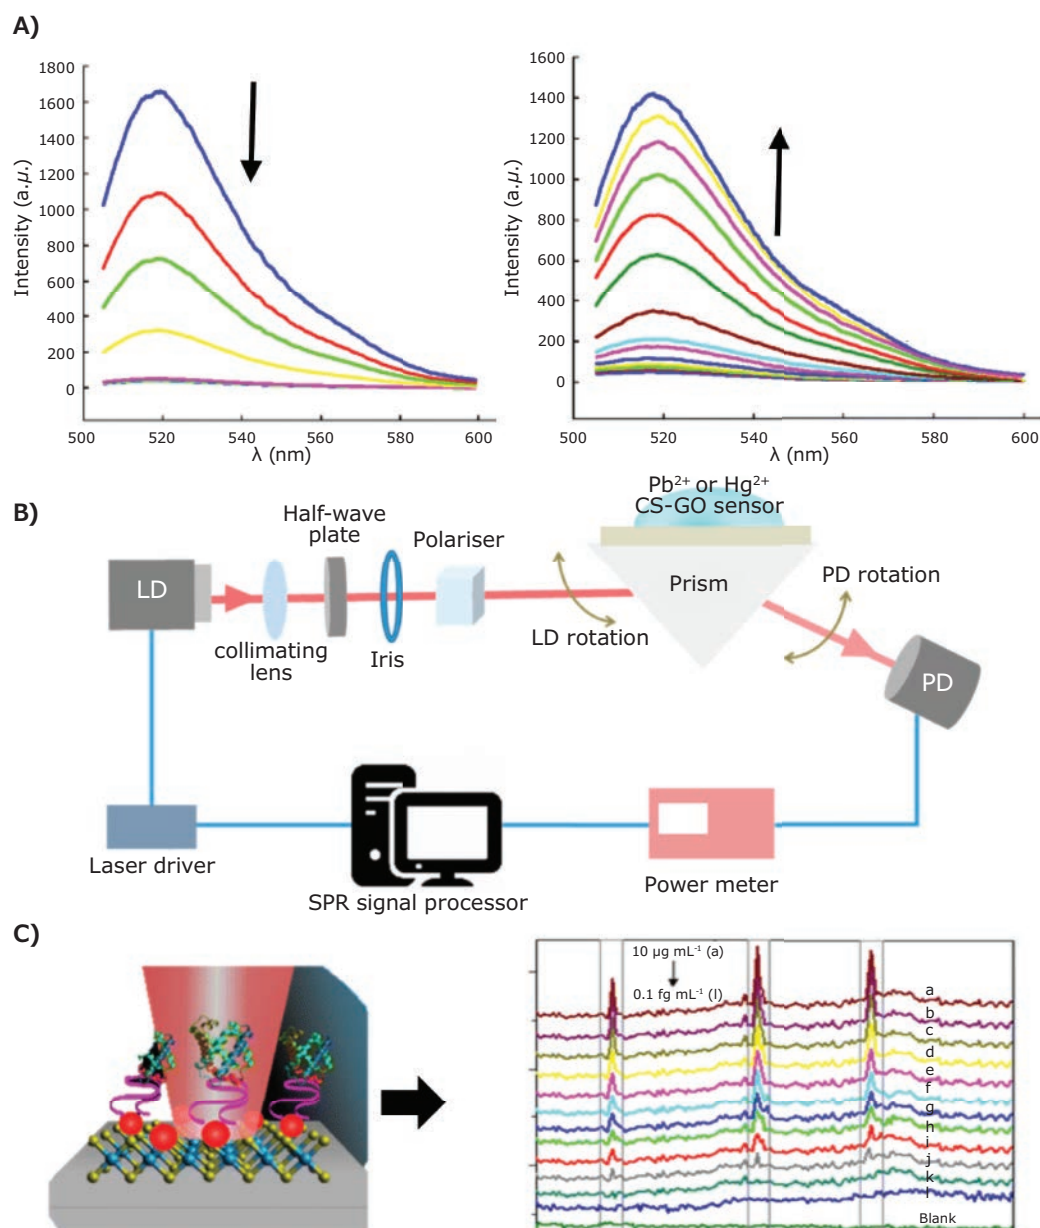 A)
1800
1600
1400
1200
1000
800
600
400
200
0
Intensity (a.μ.)
500 520 540 560 580 600
λ (nm)
1600
1400
1200
1000
800
600
400
200
0
Intensity (a.μ.)
500 520 540 560 580 600
λ (nm)
B)
Pb²⁺ or Hg²⁺
CS-GO sensor
Half-wave
plate
Polariser
LD
Prism
PD rotation
LD rotation
collimating
lens
Iris
PD
Laser driver
SPR signal processor
Power meter
C)
10 µg mL⁻¹ (a)
0.1 fg mL⁻¹ (l)
a
b
c
d
e
f
g
h
i
j
k
l
Blank